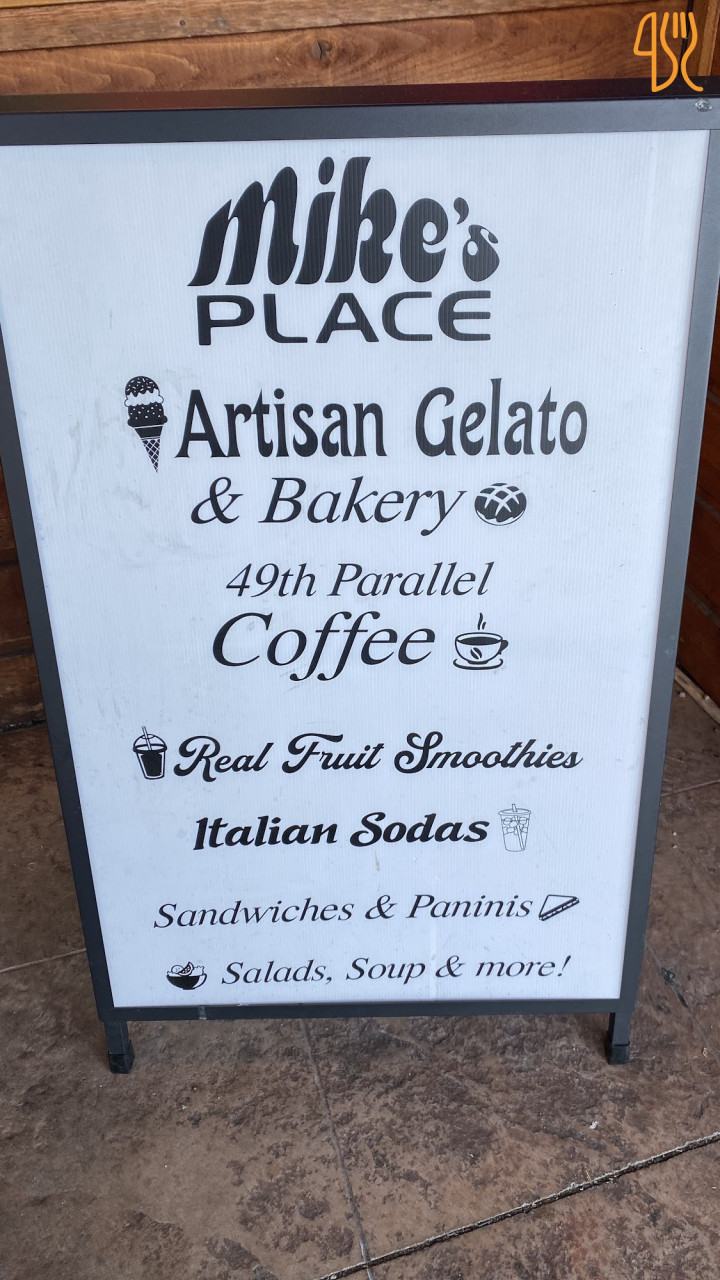 Mike's
PLACE
Artisan Gelato
& Bakery
49th Parallel
Coffee
Real Fruit Smoothies
Italian Sodas
Sandwiches & Paninis
Salads, Soup & more!